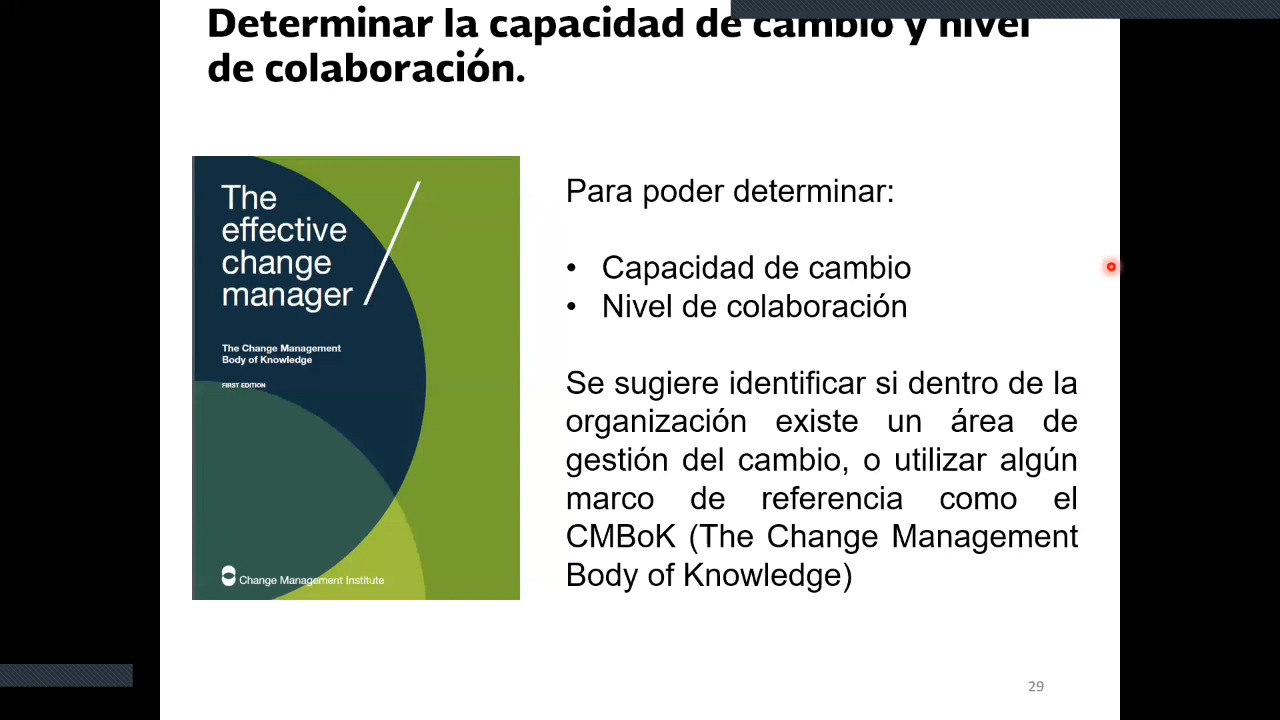 Determinar la capacidad de cambio y nivel
de colaboración.
The
effective
change
manager
The Change Management
Body of Knowledge
FIRST EDITION
Change Management Institute
Para poder determinar:
• Capacidad de cambio
• Nivel de colaboración
Se sugiere identificar si dentro de la
organización existe un área de
gestión del cambio, o utilizar algún
marco de referencia como el
CMBoK (The Change Management
Body of Knowledge)
29